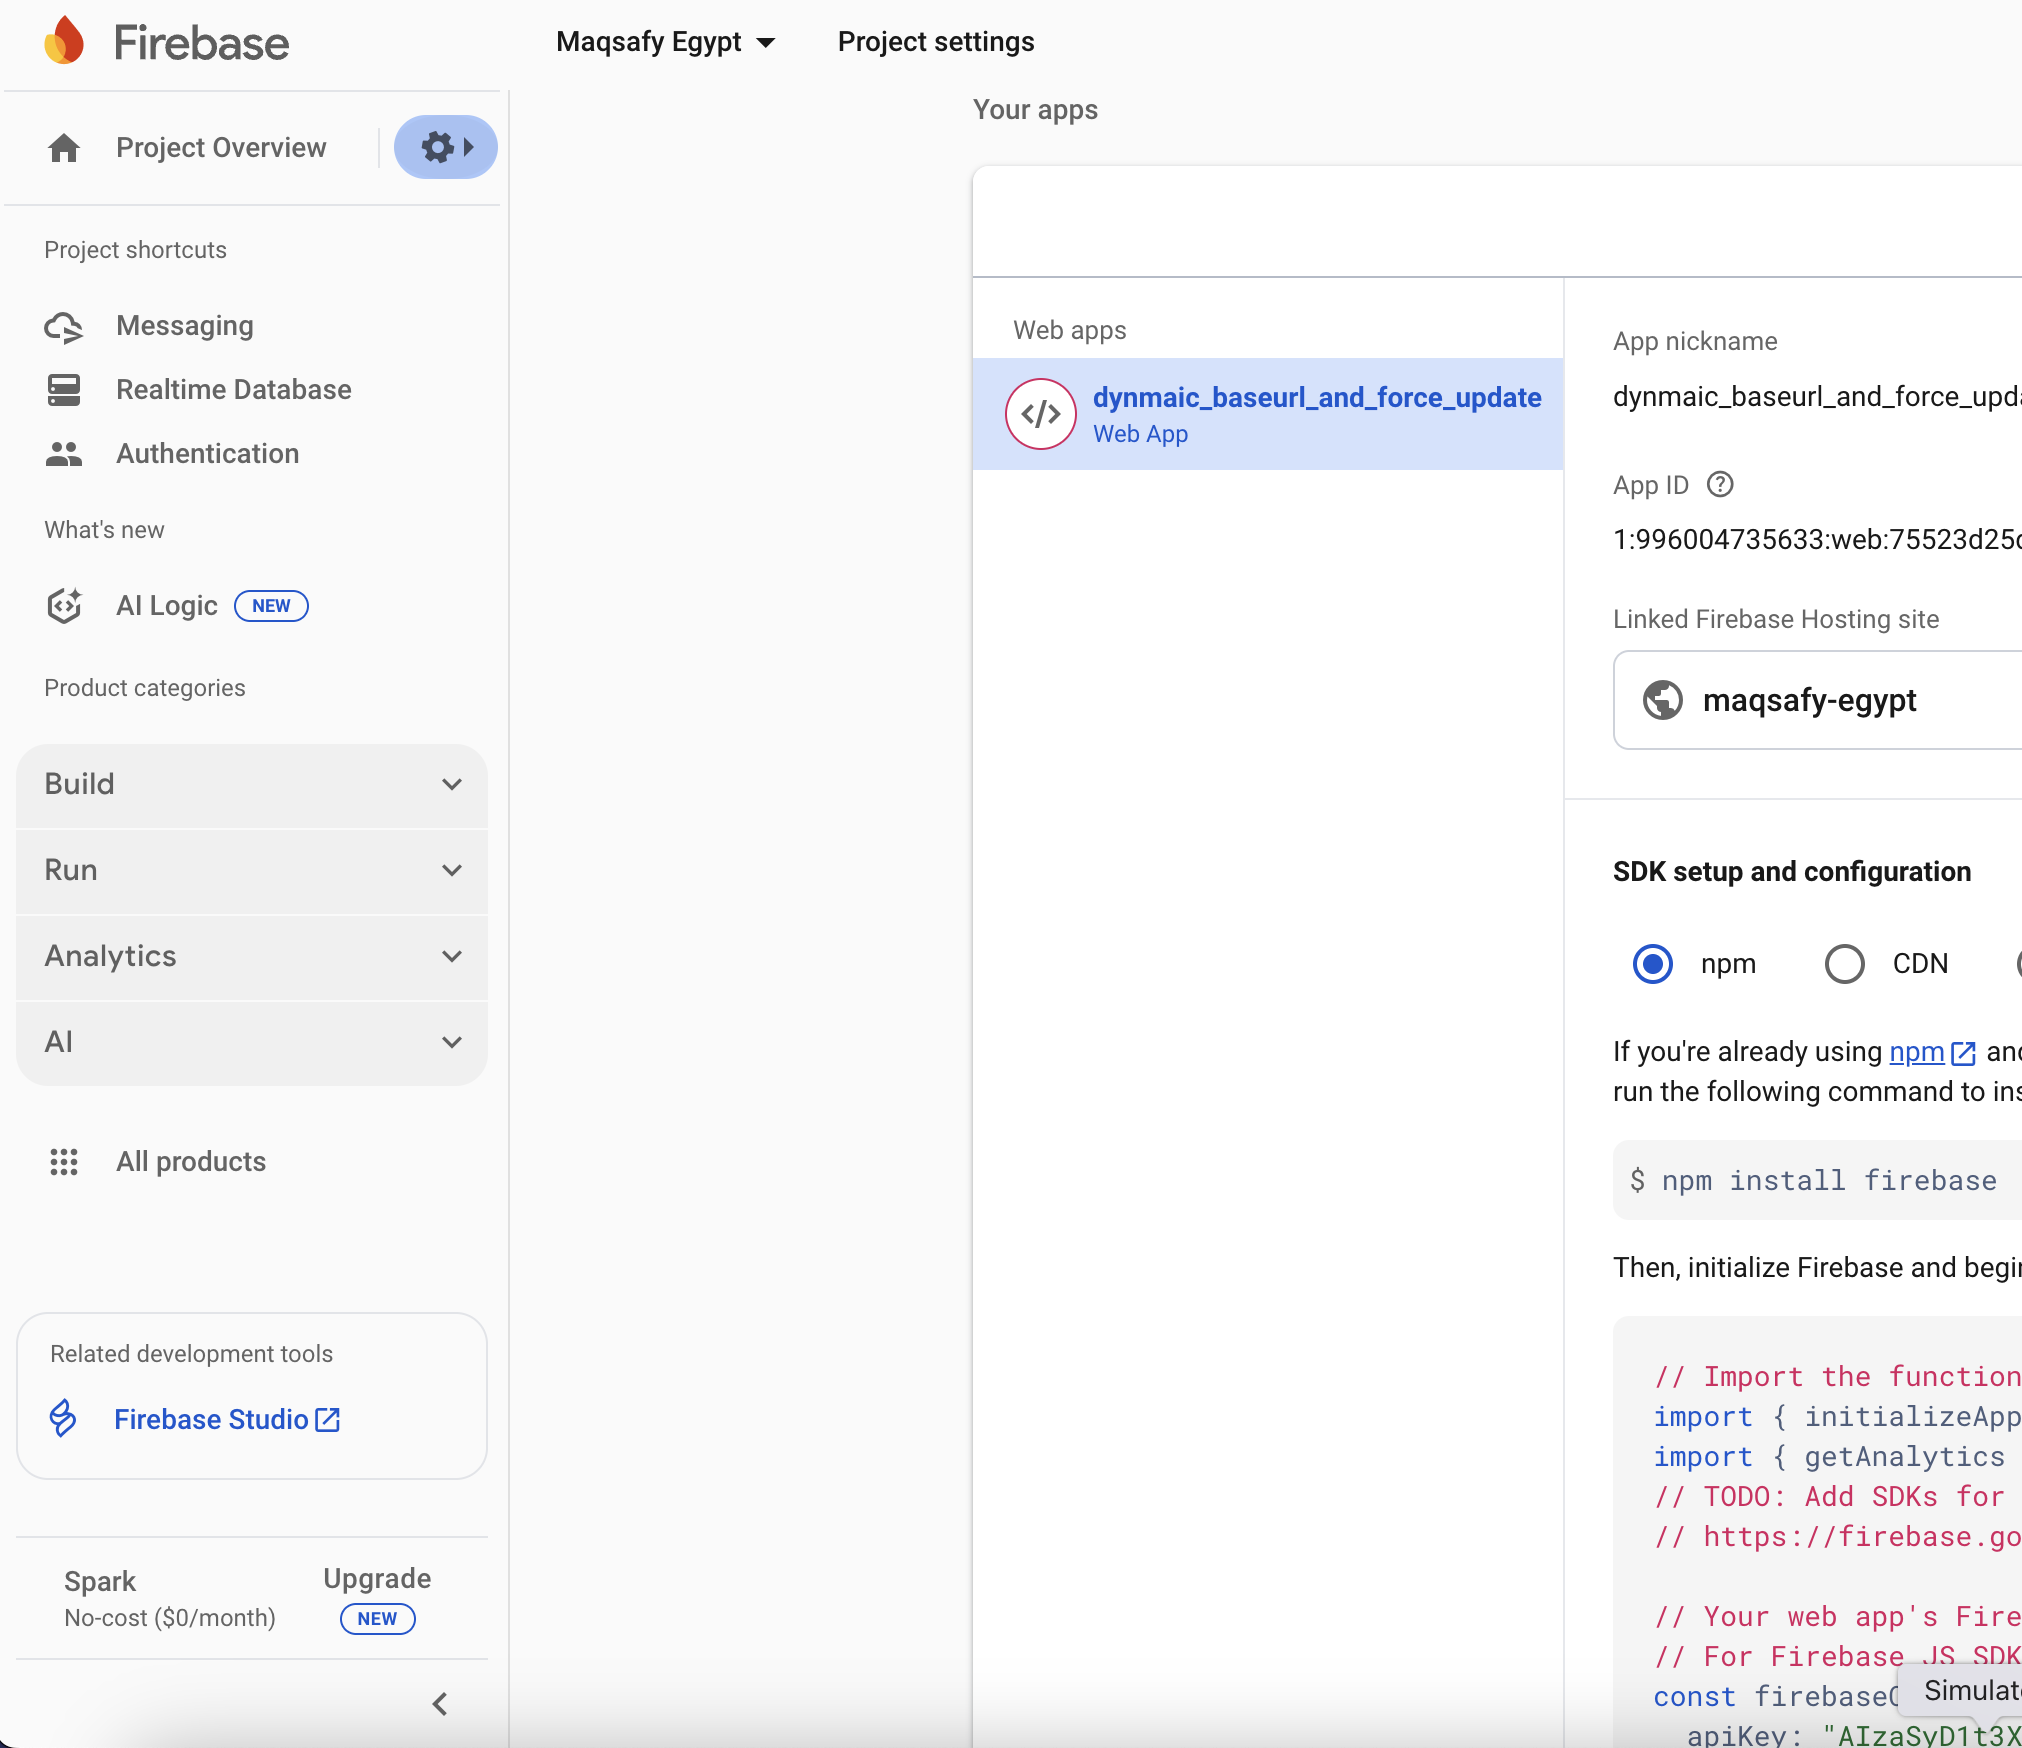 Firebase
Maqsafy Egypt
Project settings
Project Overview
Project shortcuts
Messaging
Realtime Database
Authentication
What's new
AI Logic NEW
Product categories
Build
Run
Analytics
AI
All products
Related development tools
Firebase Studio
Spark
No-cost ($0/month)
Upgrade
NEW
Your apps
Web apps
dynmaic_baseurl_and_force_update
Web App
App nickname
dynmaic_baseurl_and_force_upda
App ID
1:996004735633:web:75523d25
Linked Firebase Hosting site
maqsafy-egypt
SDK setup and configuration
npm
CDN
If you're already using npm and
run the following command to ins
$ npm install firebase
Then, initialize Firebase and begin
// Import the function
import { initializeApp
import { getAnalytics
// TODO: Add SDKs for
// https://firebase.go
// Your web app's Fire
// For Firebase JS SDK
const firebaseC
Simulat
apiKey: "AIzaSyD1t3X